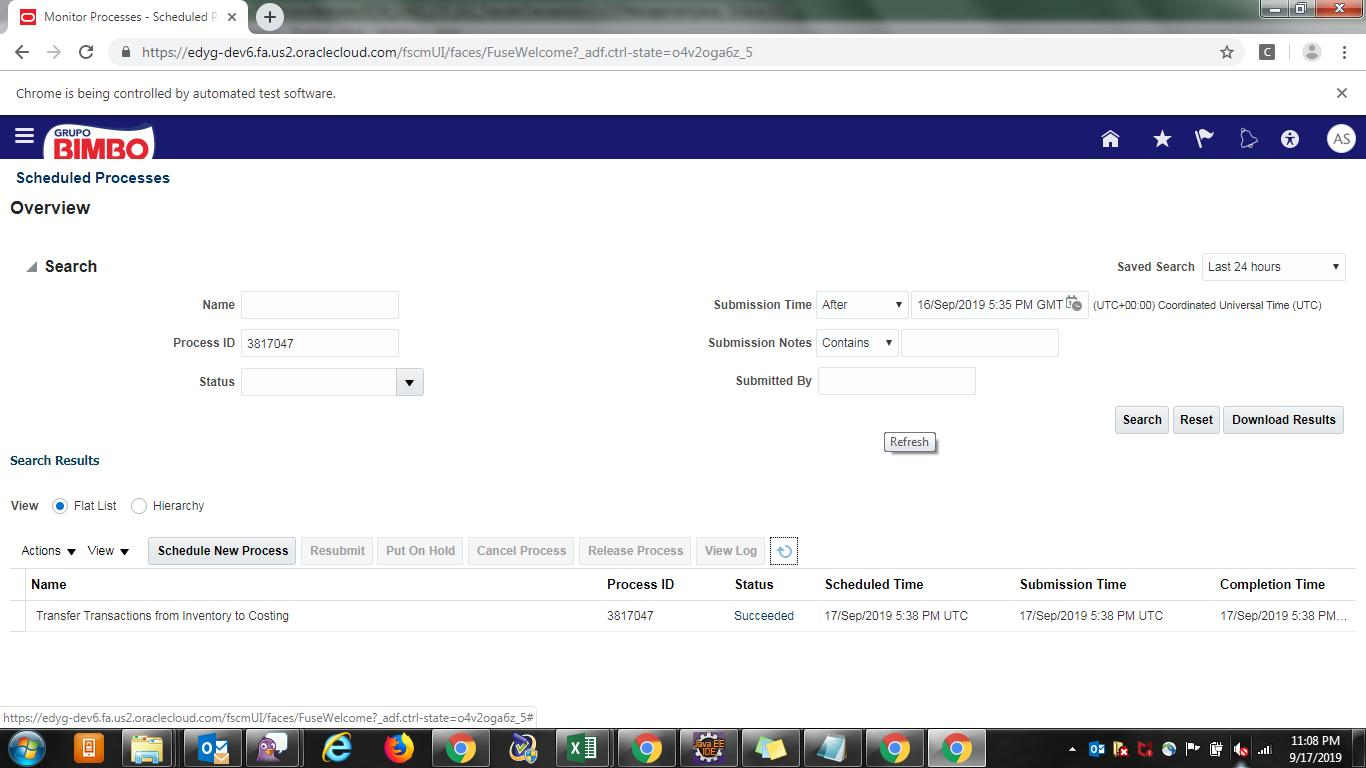 Monitor Processes - Scheduled P
https://edyg-dev6.fa.us2.oraclecloud.com/fscmUI/faces/FuseWelcome?_adf.ctrl-state=o4v2oga6z_5
C
Chrome is being controlled by automated test software.
GRUPO
BIMBO
AS
Scheduled Processes
Overview
Search
Saved Search Last 24 hours
Name
Submission Time After 16/Sep/2019 5:35 PM GMT (UTC+00:00) Coordinated Universal Time (UTC)
Process ID 3817047
Submission Notes Contains
Status
Submitted By
Search Reset Download Results
Refresh
Search Results
View Flat List Hierarchy
Actions View Schedule New Process Resubmit Put On Hold Cancel Process Release Process View Log
Name Process ID Status Scheduled Time Submission Time Completion Time
Transfer Transactions from Inventory to Costing 3817047 Succeeded 17/Sep/2019 5:38 PM UTC 17/Sep/2019 5:38 PM UTC 17/Sep/2019 5:38 PM...
https://edyg-dev6.fa.us2.oraclecloud.com/fscmUI/faces/FuseWelcome?_adf.ctrl-state=o4v2oga6z_5#
Java EE
IDE
11:08 PM
9/17/2019